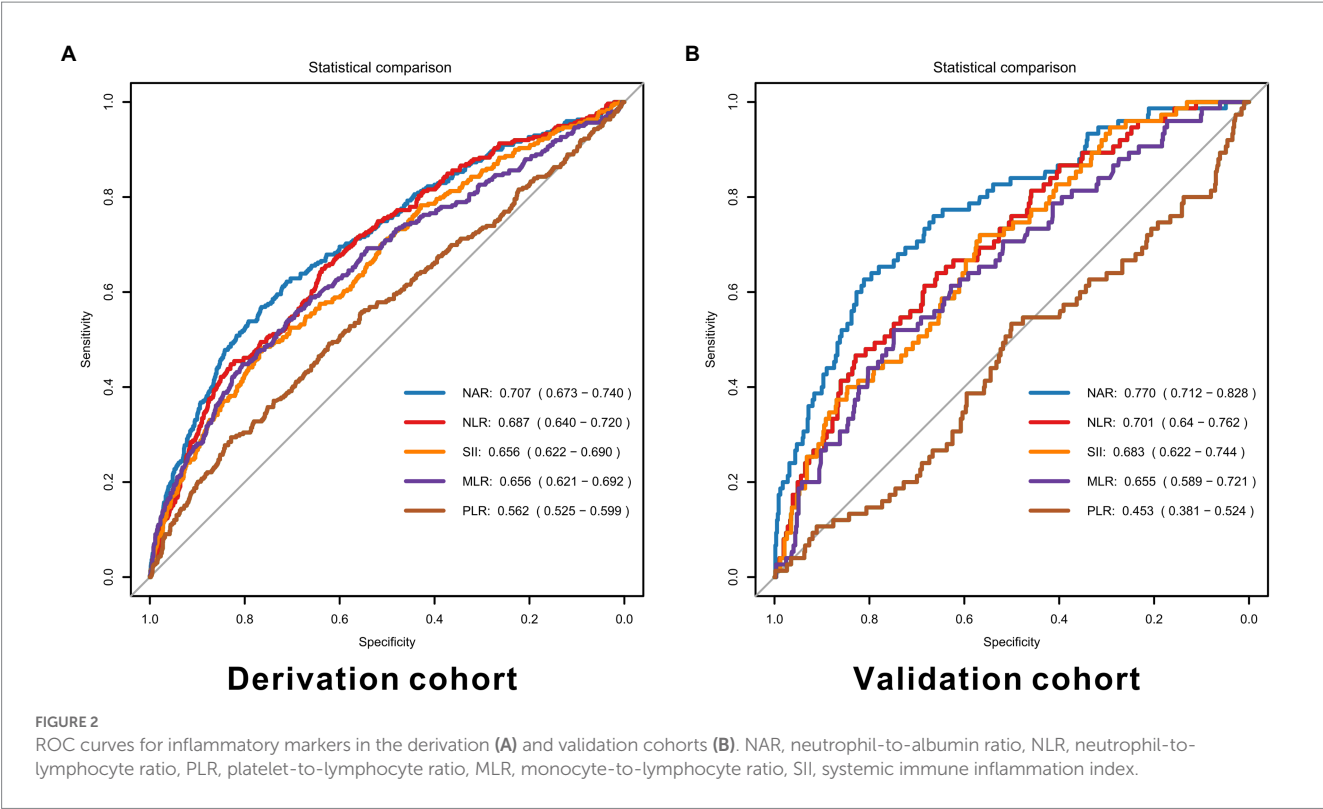 A
Statistical comparison
Sensitivity
1.0
0.8
0.6
0.4
0.2
0.0
NAR: 0.707 ( 0.673 − 0.740 )
NLR: 0.687 ( 0.640 − 0.720 )
SII: 0.656 ( 0.622 − 0.690 )
MLR: 0.656 ( 0.621 − 0.692 )
PLR: 0.562 ( 0.525 − 0.599 )
1.0 0.8 0.6 0.4 0.2 0.0
Specificity
Derivation cohort
B
Statistical comparison
Sensitivity
1.0
0.8
0.6
0.4
0.2
0.0
NAR: 0.770 ( 0.712 − 0.828 )
NLR: 0.701 ( 0.64 − 0.762 )
SII: 0.683 ( 0.622 − 0.744 )
MLR: 0.655 ( 0.589 − 0.721 )
PLR: 0.453 ( 0.381 − 0.524 )
1.0 0.8 0.6 0.4 0.2 0.0
Specificity
Validation cohort
FIGURE 2
ROC curves for inflammatory markers in the derivation (A) and validation cohorts (B). NAR, neutrophil-to-albumin ratio, NLR, neutrophil-to-
lymphocyte ratio, PLR, platelet-to-lymphocyte ratio, MLR, monocyte-to-lymphocyte ratio, SII, systemic immune inflammation index.